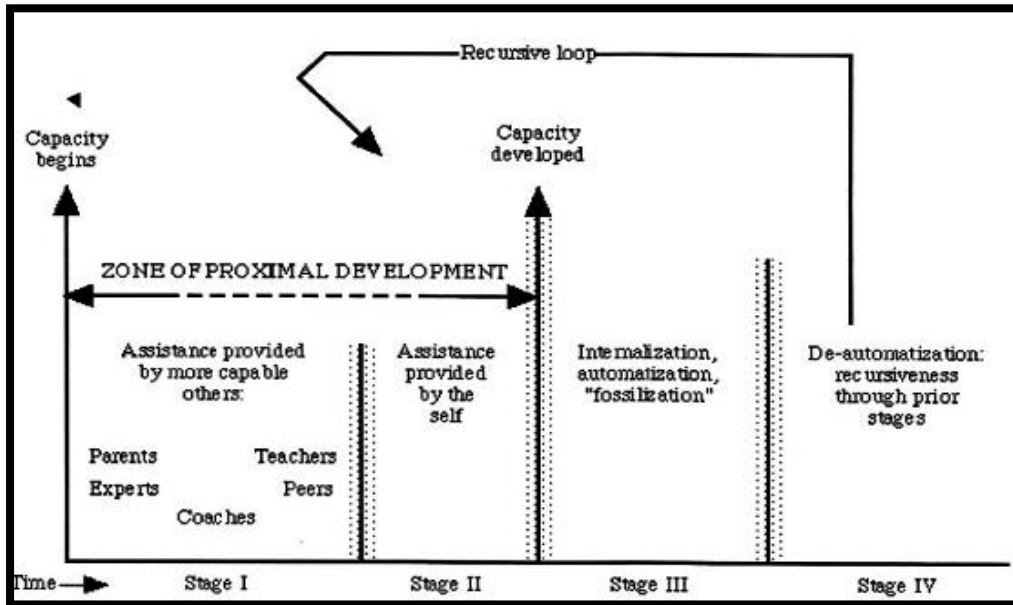 Recursive loop
Capacity
begins
Capacity
developed
ZONE OF PROXIMAL DEVELOPMENT
Assistance provided
by more capable
others:
Parents
Teachers
Experts
Peers
Coaches
Assistance
provided
by the
self
Internalization,
automatization,
"fossilization"
De-automatization:
recursiveness
through prior
stages
Time
Stage I
Stage II
Stage III
Stage IV